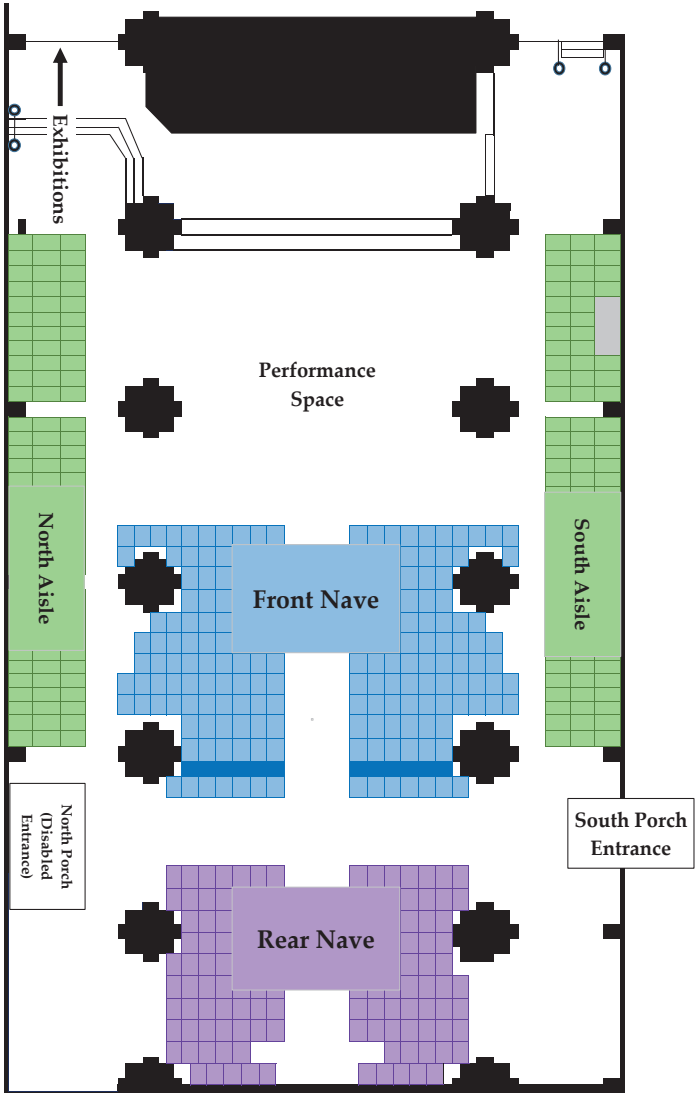 Exhibitions
Performance
Space
North Aisle
South Aisle
Front Nave
North Porch
(Disabled
Entrance)
South Porch
Entrance
Rear Nave